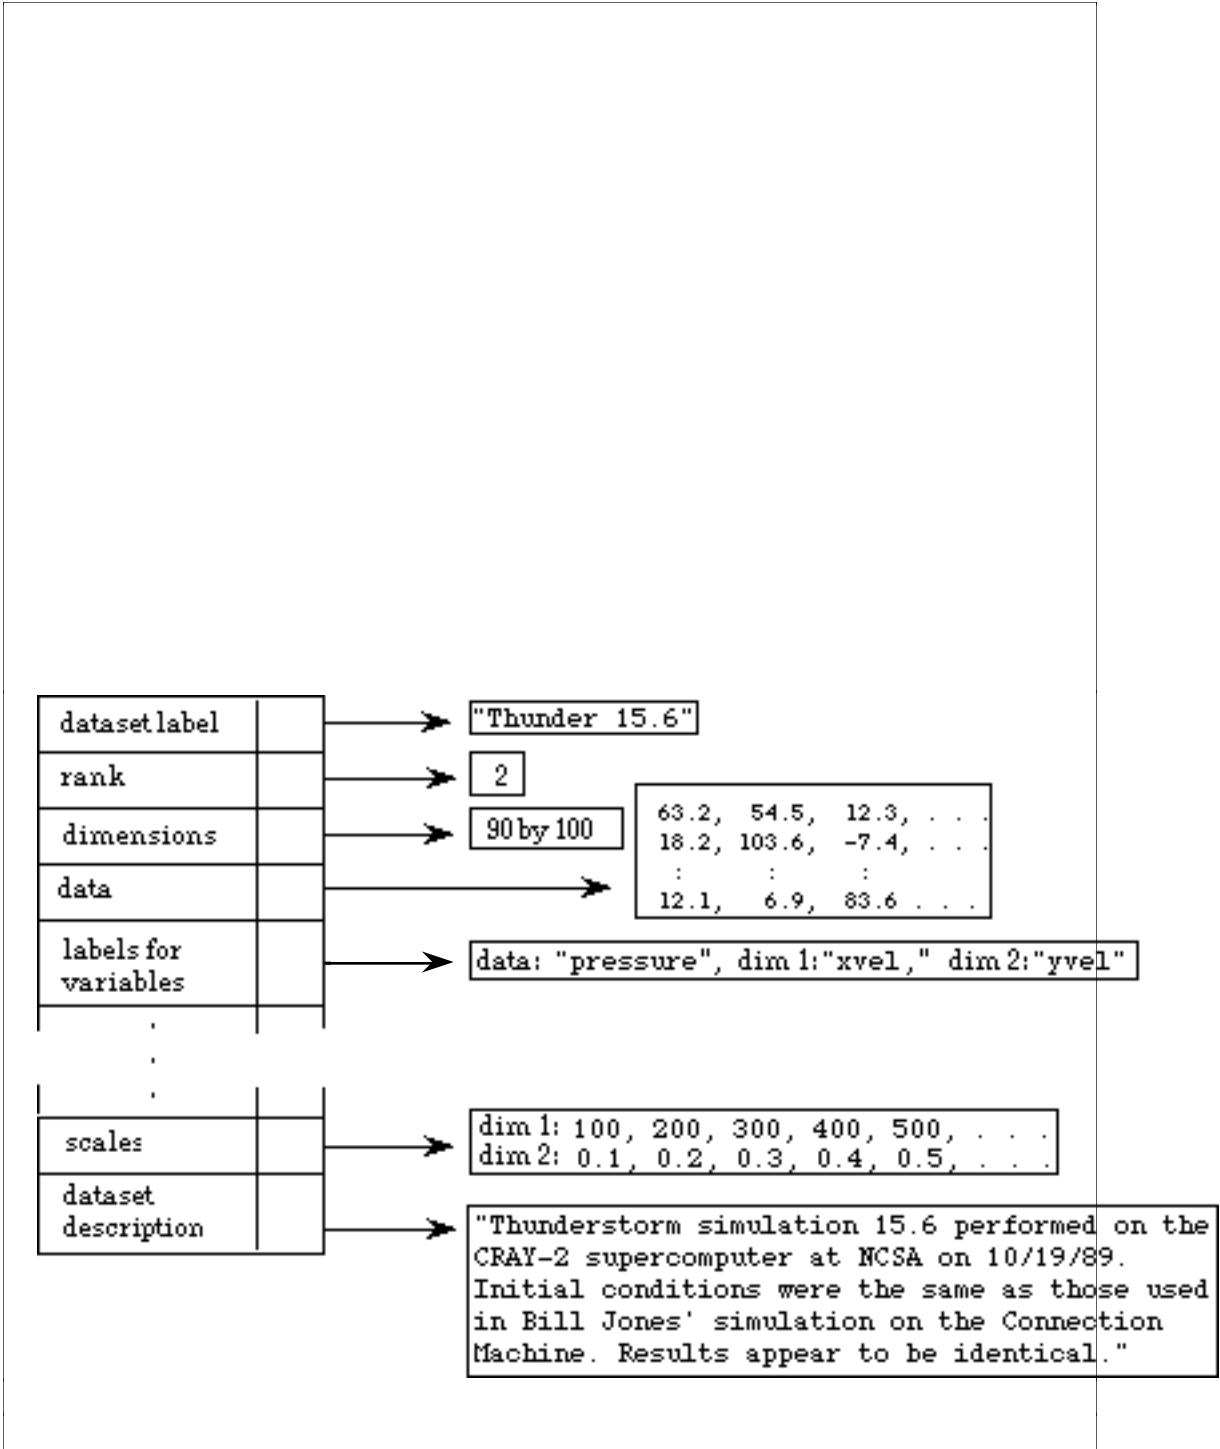 dataset label
"Thunder 15.6"
rank
2
dimensions
90 by 100
data
63.2, 54.5, 12.3, . . .
18.2, 103.6, -7.4, . . .
: : :
12.1, 6.9, 83.6 . . .
labels for
variables
data: "pressure", dim 1:"xvel," dim 2:"yvel"
.
.
.
scales
dim 1: 100, 200, 300, 400, 500, . . .
dim 2: 0.1, 0.2, 0.3, 0.4, 0.5, . . .
dataset
description
"Thunderstorm simulation 15.6 performed on the
CRAY-2 supercomputer at NCSA on 10/19/89.
Initial conditions were the same as those used
in Bill Jones' simulation on the Connection
Machine. Results appear to be identical."